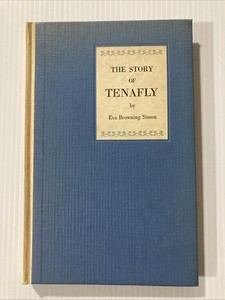 THE STORY
OF
TENAFLY
by
Eva Browning Sisson